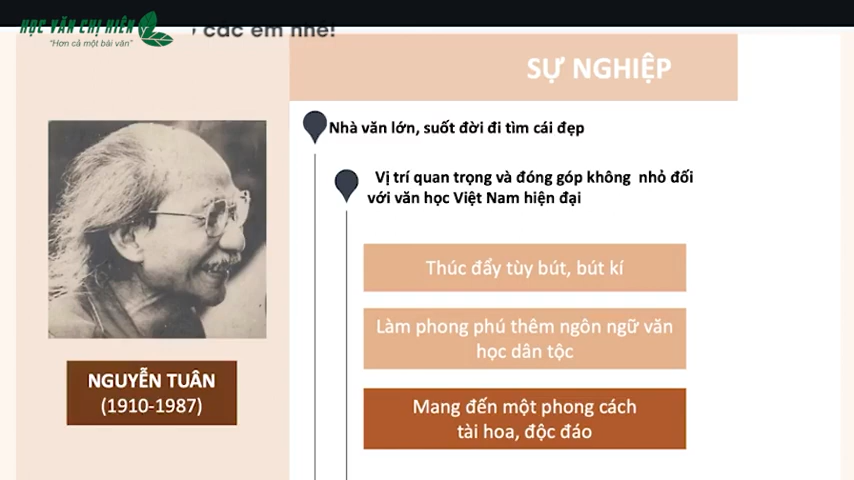 HỌC VĂN CHỊ HIÊN
"Hơn cả một bài văn"
các em nhé!
SỰ NGHIỆP
Nhà văn lớn, suốt đời đi tìm cái đẹp
Vị trí quan trọng và đóng góp không nhỏ đối
với văn học Việt Nam hiện đại
Thúc đẩy tùy bút, bút kí
Làm phong phú thêm ngôn ngữ văn
học dân tộc
Mang đến một phong cách
tài hoa, độc đáo
NGUYỄN TUÂN
(1910-1987)